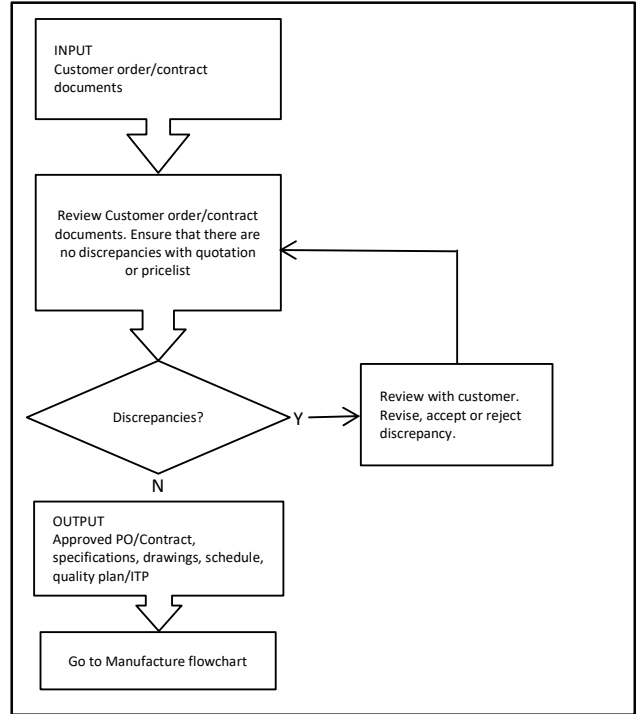 INPUT
Customer order/contract
documents
Review Customer order/contract
documents. Ensure that there are
no discrepancies with quotation
or pricelist
Discrepancies?
Y
Review with customer.
Revise, accept or reject
discrepancy.
N
OUTPUT
Approved PO/Contract,
specifications, drawings, schedule,
quality plan/ITP
Go to Manufacture flowchart